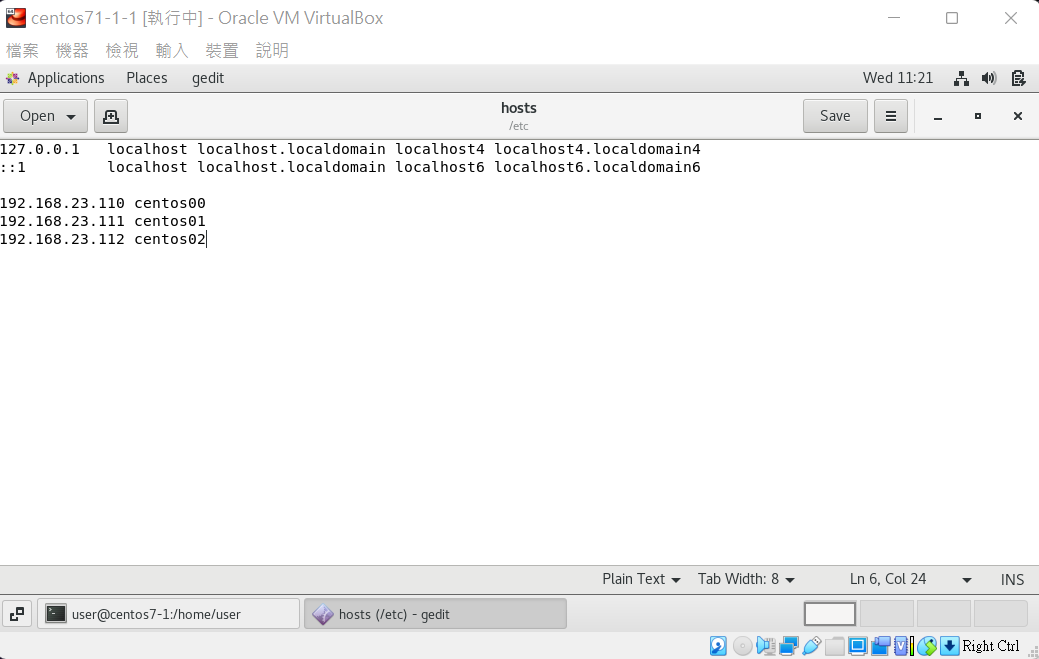 centos71-1-1 [執行中] - Oracle VM VirtualBox
檔案 機器 檢視 輸入 裝置 說明
Applications Places gedit Wed 11:21
Open hosts Save
/etc
127.0.0.1 localhost localhost.localdomain localhost4 localhost4.localdomain4
::1 localhost localhost.localdomain localhost6 localhost6.localdomain6
192.168.23.110 centos00
192.168.23.111 centos01
192.168.23.112 centos02
Plain Text Tab Width: 8 Ln 6, Col 24 INS
user@centos7-1:/home/user hosts (/etc) - gedit
Right Ctrl